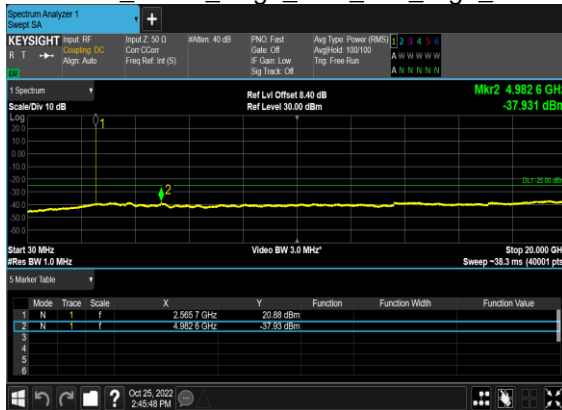 Spectrum Analyzer 1
Swept SA
+
KEYSIGHT Input: RF Input Z: 50 Ω #Atten: 40 dB PNO: Fast Avg Type: Power (RMS) 1 2 3 4 5 6
R T Coupling: DC Corr CCorr Gate: Off Avg|Hold: 100/100 A W W W W W
Align: Auto Freq Ref: Int (S) IF Gain: Low Trig: Free Run
LW Sig Track: Off A N N N N N
1 Spectrum Ref Lvl Offset 8.40 dB Mkr2 4.982 6 GHz
Scale/Div 10 dB Ref Level 30.00 dBm -37.931 dBm
Log
20.0
1
10.0
0.00
-10.0
-20.0
DL1 -25.00 dBm
-30.0
2
-40.0
-50.0
-60.0
Start 30 MHz Video BW 3.0 MHz* Stop 20.000 GHz
#Res BW 1.0 MHz Sweep ~38.3 ms (40001 pts)
5 Marker Table
Mode Trace Scale X Y Function Function Width Function Value
1 N 1 f 2.565 7 GHz 20.88 dBm
2 N 1 f 4.982 6 GHz -37.93 dBm
3
4
5
6
? Oct 25, 2022
2:45:48 PM